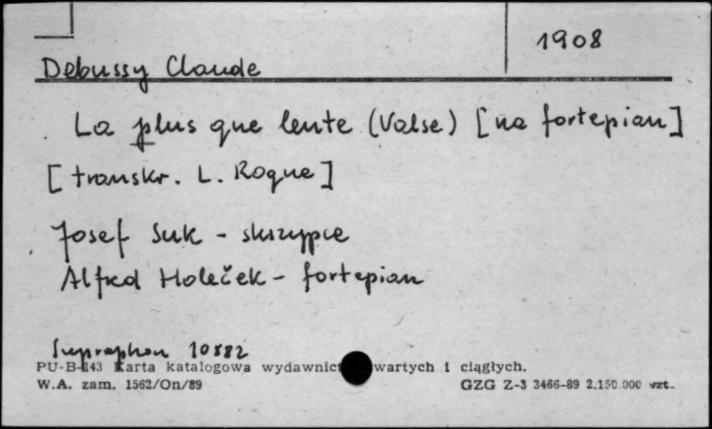 1908
Debussy Claude
La plus que lente (Valse) [na fortepian]
[transkr. L. Roque]
Josef Suk - skrzypce
Alfred Holeček - fortepian
Supraphon 10882
PU-B-143 Karta katalogowa wydawnic wartych i ciągłych.
W.A. zam. 1562/On/89 GZG Z-3 3466-89 2.150.000 szt.